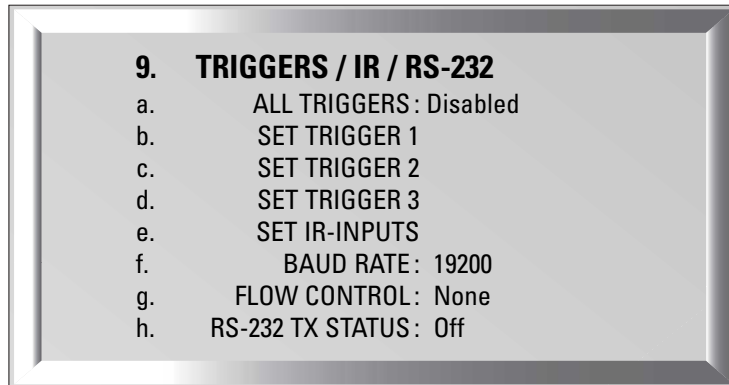 9. TRIGGERS / IR / RS-232
a. ALL TRIGGERS: Disabled
b. SET TRIGGER 1
c. SET TRIGGER 2
d. SET TRIGGER 3
e. SET IR-INPUTS
f. BAUD RATE: 19200
g. FLOW CONTROL: None
h. RS-232 TX STATUS: Off